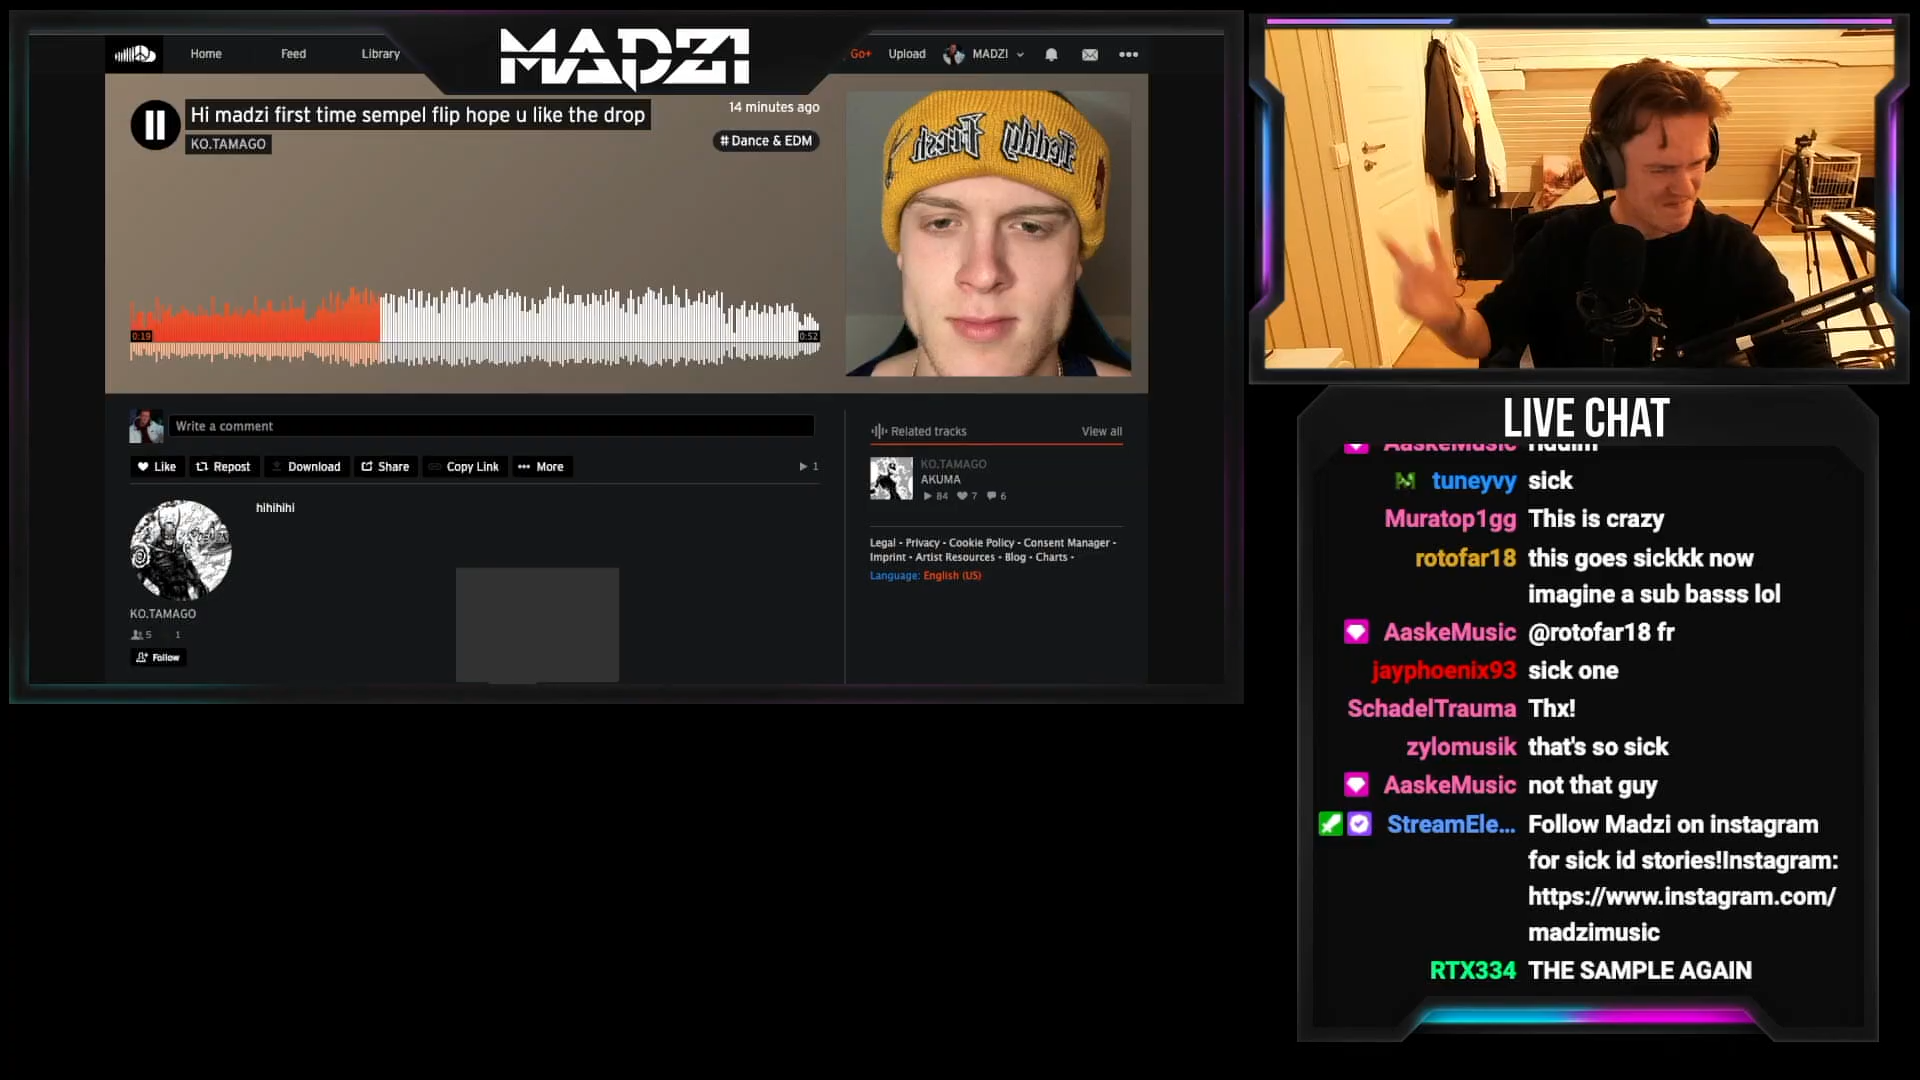 MADZI
Home
Feed
Library
Go+
Upload
MADZI
Hi madzi first time sempel flip hope u like the drop
KO.TAMAGO
14 minutes ago
# Dance & EDM
Teddy Fresh
0:19
0:52
Write a comment
Like
Repost
Download
Share
Copy Link
More
1
hihihihi
KO.TAMAGO
5
1
Follow
Related tracks
View all
KO.TAMAGO
AKUMA
84
7
6
Legal - Privacy - Cookie Policy - Consent Manager -
Imprint - Artist Resources - Blog - Charts -
Language: English (US)
LIVE CHAT
AaskeMusic riddim
tuneyvy sick
Muratop1gg This is crazy
rotofar18 this goes sickkk now
imagine a sub basss lol
AaskeMusic @rotofar18 fr
jayphoenix93 sick one
SchadelTrauma Thx!
zylomusik that's so sick
AaskeMusic not that guy
StreamEle... Follow Madzi on instagram
for sick id stories!Instagram:
https://www.instagram.com/
madzimusic
RTX334 THE SAMPLE AGAIN